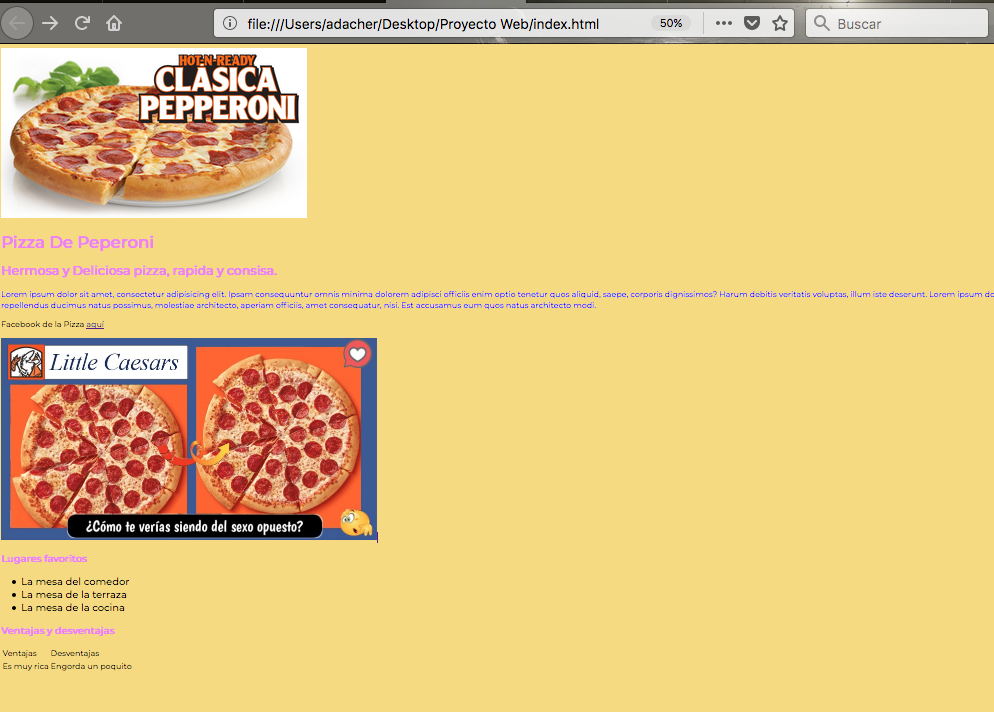 file:///Users/adacher/Desktop/Proyecto Web/index.html
50%
Buscar
HOT-N-READY
CLASICA
PEPPERONI
Pizza De Peperoni
Hermosa y Deliciosa pizza, rapida y consisa.
Lorem ipsum dolor sit amet, consectetur adipisicing elit. Ipsam consequuntur omnis minima dolorem adipisci officiis enim optio tenetur quos aliquid, saepe, corporis dignissimos? Harum debitis veritatis voluptas, illum iste deserunt. Lorem ipsum do
repellendus ducimus natus possimus, molestiae architecto, aperiam officiis, amet consequatur, nisi. Est accusamus eum quos natus architecto modi.
Facebook de la Pizza aquí
Little Caesars
¿Cómo te verías siendo del sexo opuesto?
Lugares favoritos
La mesa del comedor
La mesa de la terraza
La mesa de la cocina
Ventajas y desventajas
Ventajas Desventajas
Es muy rica Engorda un poquito